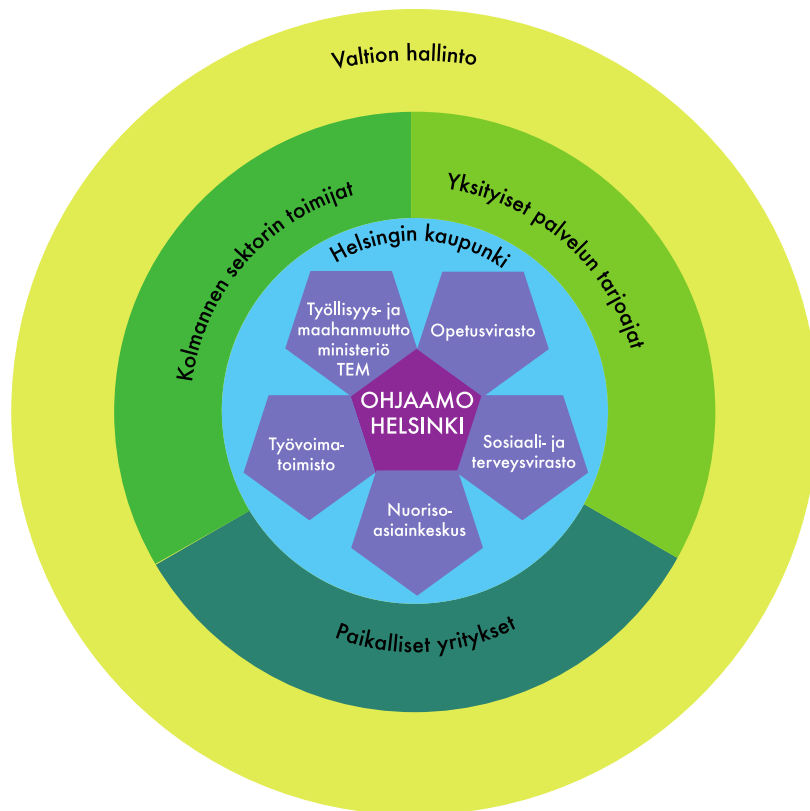 Valtion hallinto
Kolmannen sektorin toimijat
Yksityiset palvelun tarjoajat
Helsingin kaupunki
Työllisyys- ja
maahanmuutto
ministeriö
TEM
Opetusvirasto
OHJAAMO
HELSINKI
Työvoima-
toimisto
Sosiaali- ja
terveysvirasto
Nuoriso-
asiainkeskus
Paikalliset yritykset